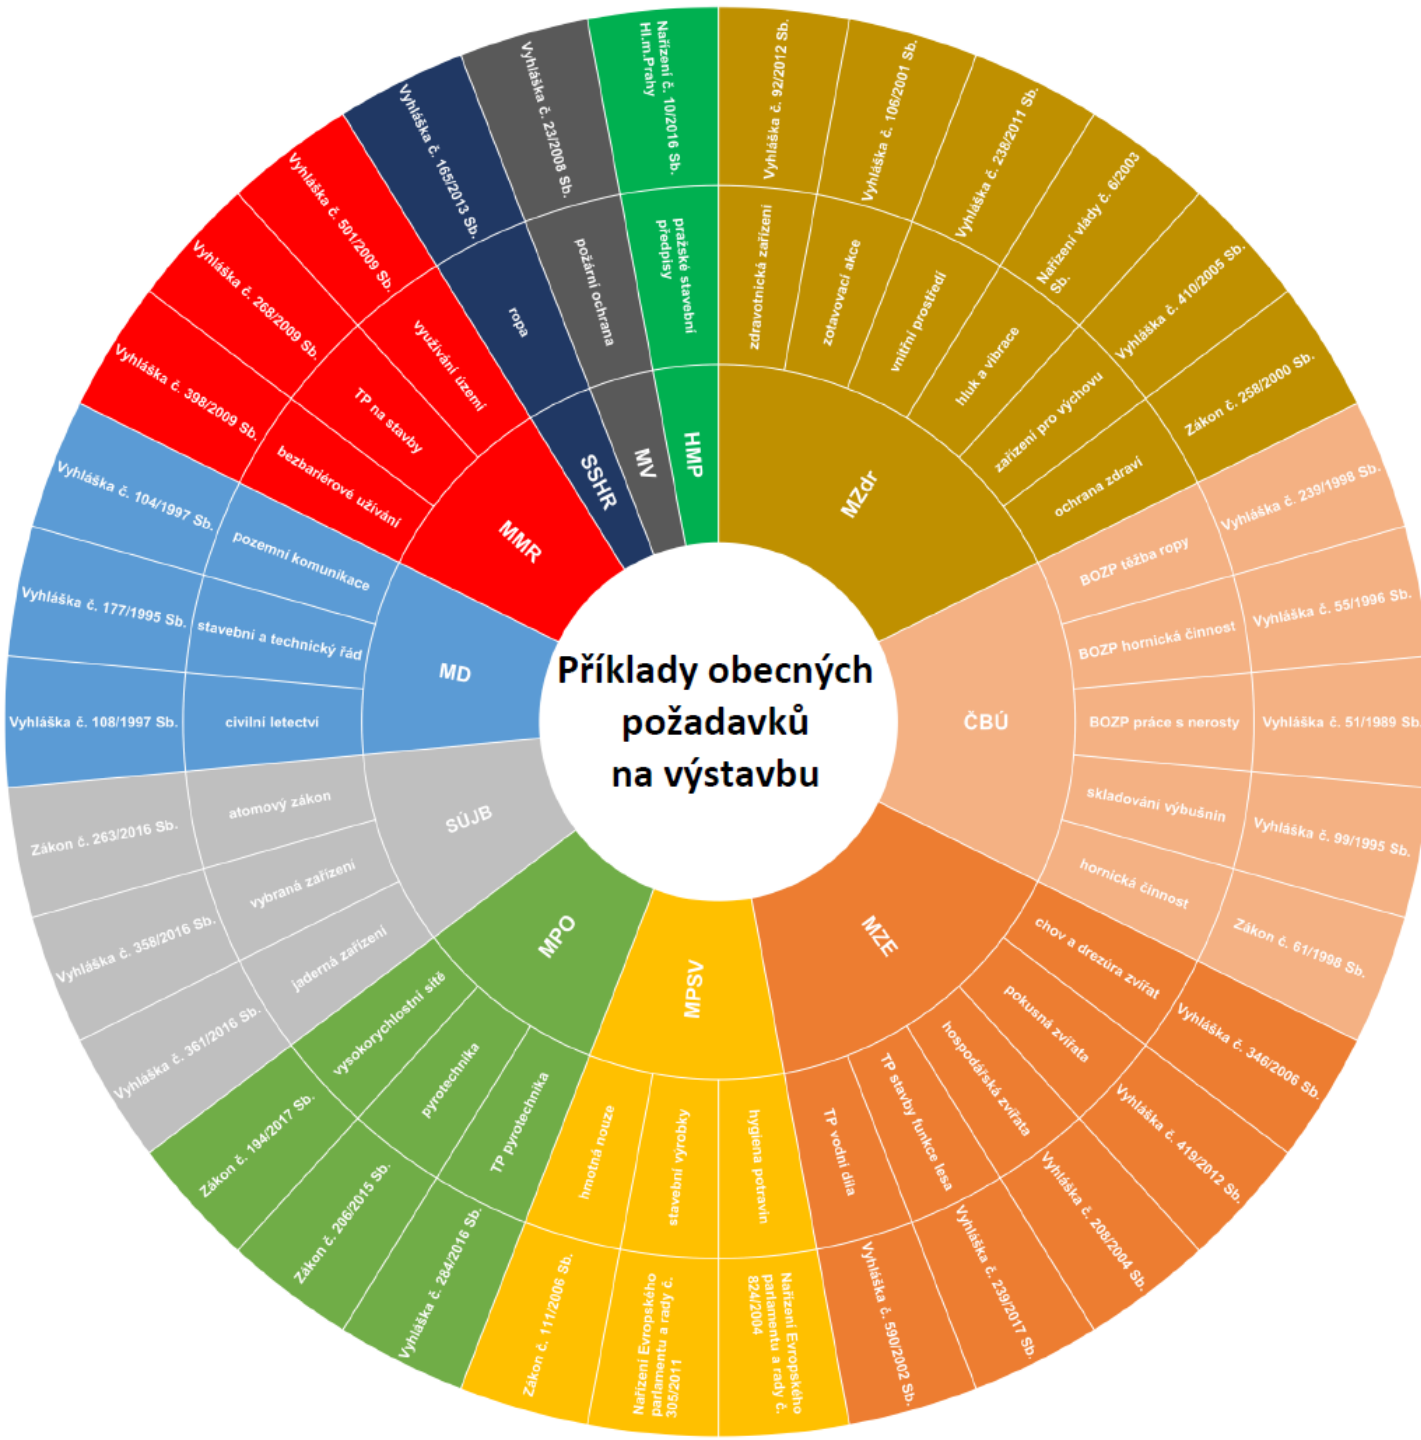 Příklady obecných
požadavků
na výstavbu
MZdr
zdravotnická zařízení
Vyhláška č. 92/2012 Sb.
zotavovací akce
Vyhláška č. 106/2001 Sb.
vnitřní prostředí
Vyhláška č. 238/2011 Sb.
hluk a vibrace
Nařízení vlády č. 6/2003
Sb.
zařízení pro výchovu
Vyhláška č. 410/2005 Sb.
ochrana zdraví
Zákon č. 258/2000 Sb.
ČBÚ
BOZP těžba ropy
Vyhláška č. 239/1998 Sb.
BOZP hornická činnost
Vyhláška č. 55/1996 Sb.
BOZP práce s nerosty
Vyhláška č. 51/1989 Sb.
skladování výbušnin
Vyhláška č. 99/1995 Sb.
hornická činnost
Zákon č. 61/1998 Sb.
MZE
chov a drezúra zvířat
Vyhláška č. 346/2006 Sb.
pokusná zvířata
Vyhláška č. 419/2012 Sb.
hospodářská zvířata
Vyhláška č. 208/2004 Sb.
TP stavby funkce lesa
Vyhláška č. 239/2017 Sb.
TP vodní díla
Vyhláška č. 590/2002 Sb.
MPSV
hygiena potravin
Nařízení Evropského
parlamentu a rady č.
824/2004
stavební výrobky
Nařízení Evropského
parlamentu a rady č.
305/2011
hmotná nouze
Zákon č. 111/2006 Sb.
MPO
TP pyrotechnika
Vyhláška č. 284/2016 Sb.
pyrotechnika
Zákon č. 206/2015 Sb.
vysokorychlostní sítě
Zákon č. 194/2017 Sb.
SÚJB
jaderná zařízení
Vyhláška č. 361/2016 Sb.
vybraná zařízení
Vyhláška č. 358/2016 Sb.
atomový zákon
Zákon č. 263/2016 Sb.
MD
civilní letectví
Vyhláška č. 108/1997 Sb.
stavební a technický řád
Vyhláška č. 177/1995 Sb.
pozemní komunikace
Vyhláška č. 104/1997 Sb.
MMR
bezbariérové užívání
Vyhláška č. 398/2009 Sb.
TP na stavby
Vyhláška č. 268/2009 Sb.
využívání území
Vyhláška č. 501/2009 Sb.
SSHR
ropa
Vyhláška č. 165/2013 Sb.
MV
požární ochrana
Vyhláška č. 23/2008 Sb.
HMP
pražské stavební
předpisy
Nařízení č. 10/2016 Sb.
Hl.m.Prahy